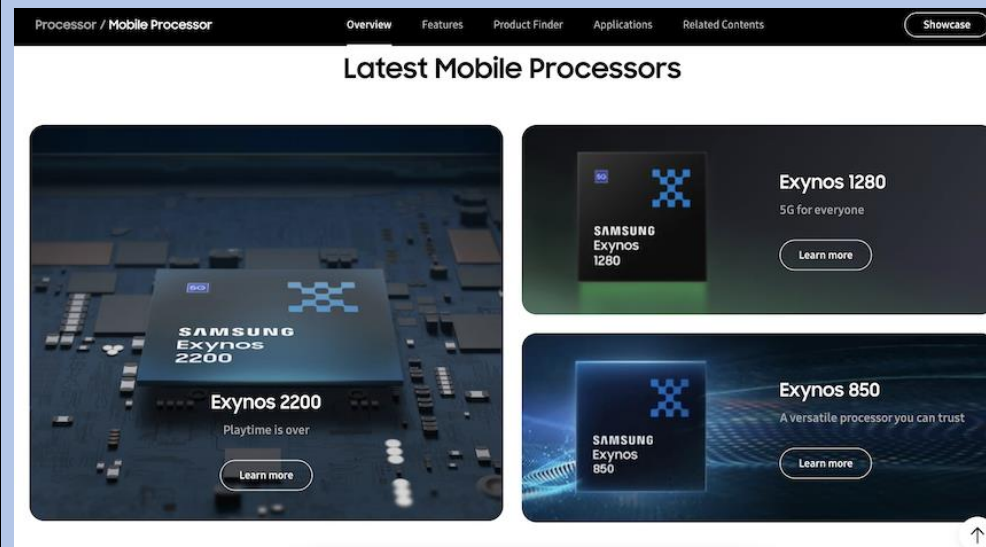 Processor / Mobile Processor
Overview
Features
Product Finder
Applications
Related Contents
Showcase
Latest Mobile Processors
5G
SAMSUNG
Exynos
2200
Exynos 2200
Playtime is over
Learn more
5G
SAMSUNG
Exynos
1280
Exynos 1280
5G for everyone
Learn more
SAMSUNG
Exynos
850
Exynos 850
A versatile processor you can trust
Learn more